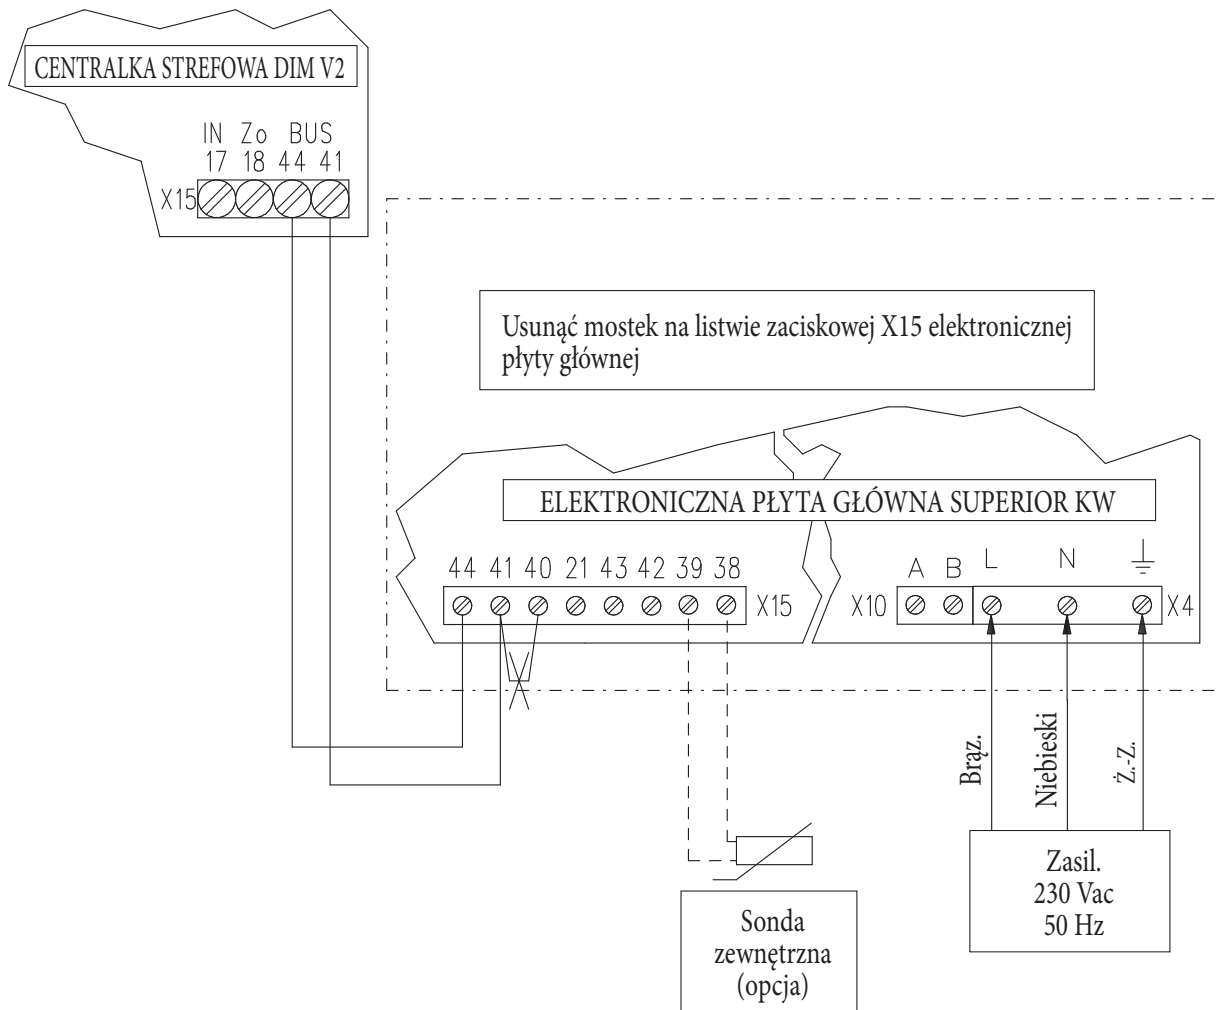 CENTRALKA STREFOWA DIM V2
IN Zo BUS
17 18 44 41
X15
Usunąć mostek na listwie zaciskowej X15 elektronicznej
płyty głównej
ELEKTRONICZNA PŁYTA GŁÓWNA SUPERIOR KW
44 41 40 21 43 42 39 38 X15
A B L N
X10 X4
Brąz.
Niebieski
Ż.-Z.
Zasil.
230 Vac
50 Hz
Sonda
zewnętrzna
(opcja)